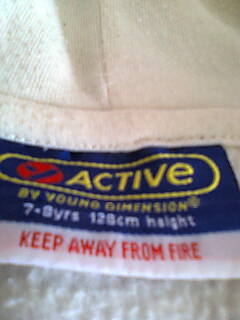 ACTIVE
BY YOUNG DIMENSION®
7-8yrs 128cm height
KEEP AWAY FROM FIRE